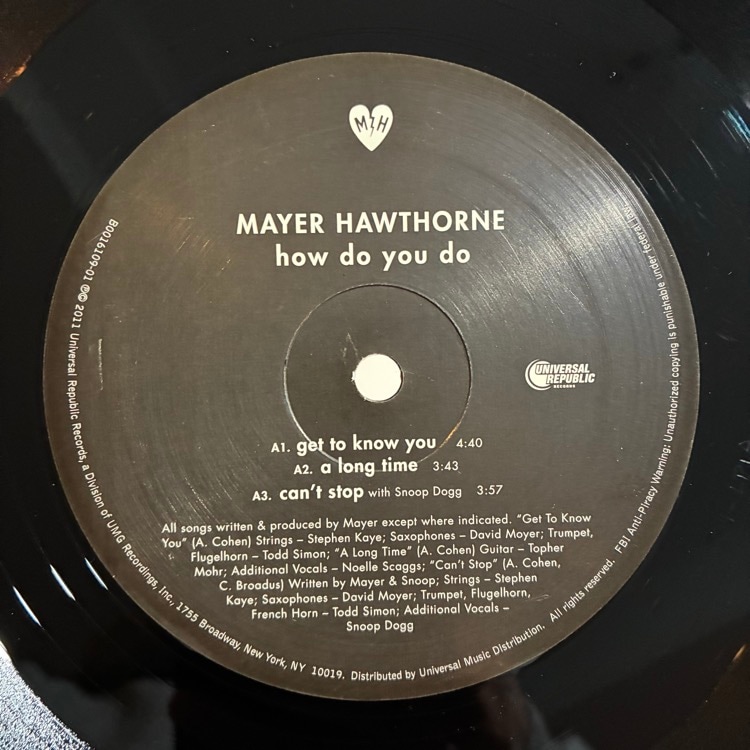 M H
MAYER HAWTHORNE
how do you do
UNIVERSAL
REPUBLIC
RECORDS
A1. get to know you 4:40
A2. a long time 3:43
A3. can't stop with Snoop Dogg 3:57
All songs written & produced by Mayer except where indicated. "Get To Know
You" (A. Cohen) Strings – Stephen Kaye; Saxophones – David Moyer; Trumpet,
Flugelhorn – Todd Simon; "A Long Time" (A. Cohen) Guitar – Topher
Mohr; Additional Vocals – Noelle Scaggs; "Can't Stop" (A. Cohen,
C. Broadus) Written by Mayer & Snoop; Strings – Stephen
Kaye; Saxophones – David Moyer; Trumpet, Flugelhorn,
French Horn – Todd Simon; Additional Vocals –
Snoop Dogg
B0016109-01 ℗© 2011 Universal Republic Records, a Division of UMG Recordings, Inc., 1755 Broadway, New York, NY 10019. Distributed by Universal Music Distribution. All rights reserved. FBI Anti-Piracy Warning: Unauthorized copying is punishable under federal law.